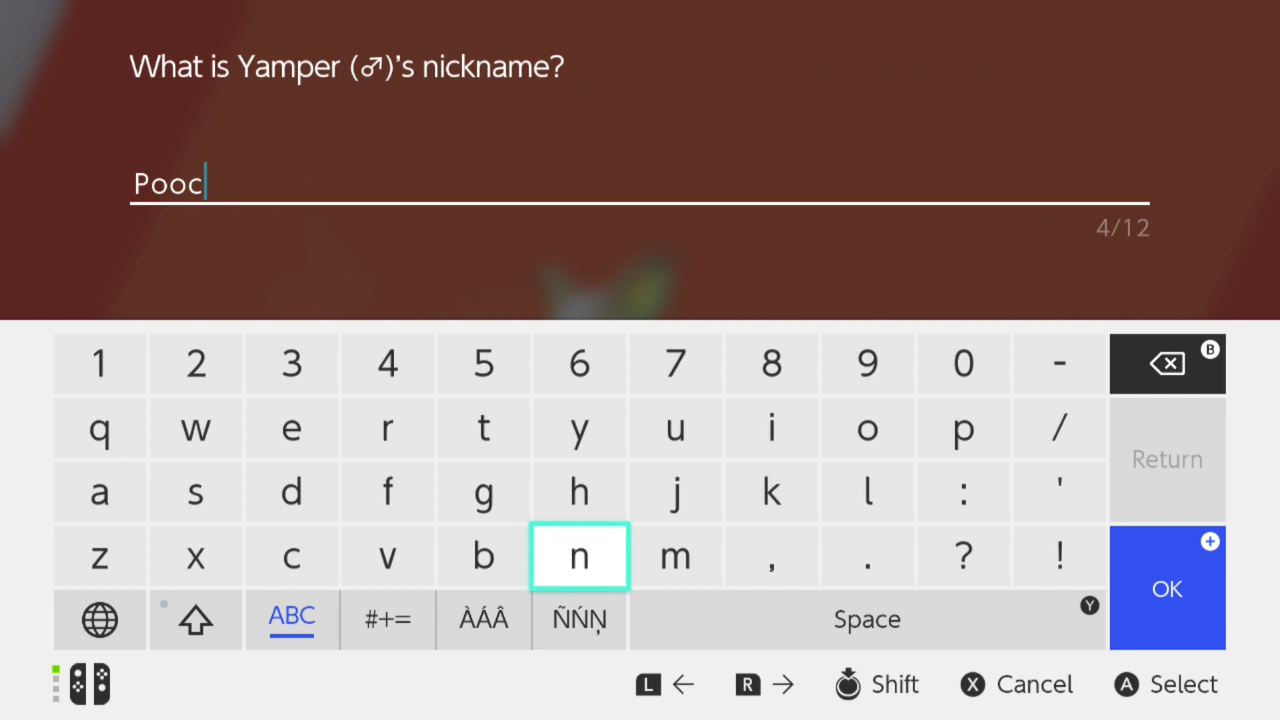 What is Yamper (♂)'s nickname?
Pooc
4/12
1 2 3 4 5 6 7 8 9 0 - B
q w e r t y u i o p /
Return
a s d f g h j k l : '
z x c v b n m , . ? ! +
OK
ABC #+= ÀÁÂ ÑŃŅ Space Y
L ← R → Shift X Cancel A Select